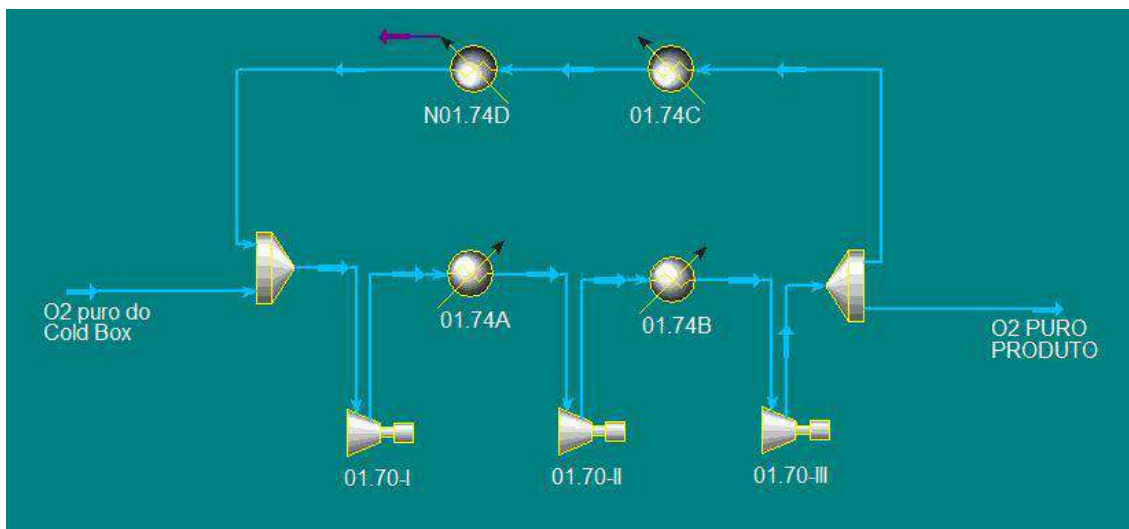 N01.74D
01.74C
O2 puro do
Cold Box
01.74A
01.74B
O2 PURO
PRODUTO
01.70-I
01.70-II
01.70-III